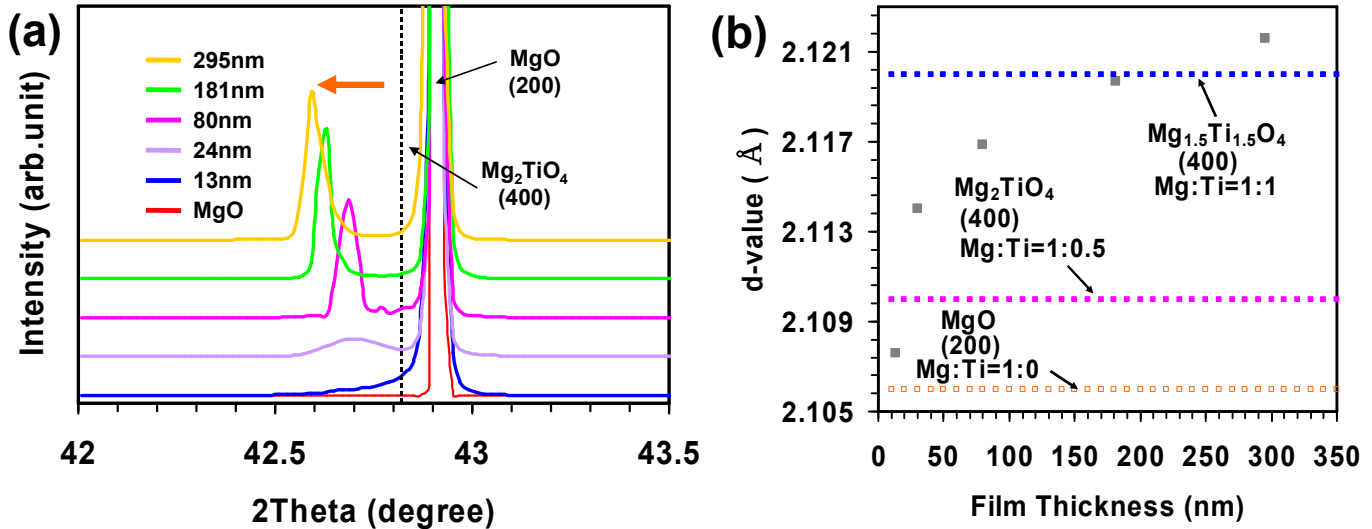 (a)
295nm
181nm
80nm
24nm
13nm
MgO
MgO
(200)
Mg2TiO4
(400)
Intensity (arb.unit)
42
42.5
43
43.5
2Theta (degree)
(b)
2.121
2.117
2.113
2.109
2.105
d-value ( Å )
Mg1.5Ti1.5O4
(400)
Mg:Ti=1:1
Mg2TiO4
(400)
Mg:Ti=1:0.5
MgO
(200)
Mg:Ti=1:0
0 50 100 150 200 250 300 350
Film Thickness (nm)